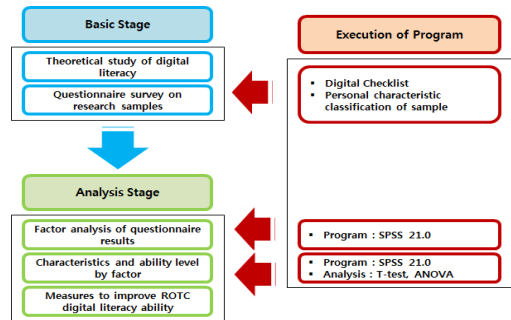 Basic Stage
Theoretical study of digital
literacy
Questionnaire survey on
research samples
Analysis Stage
Factor analysis of questionnaire
results
Characteristics and ability level
by factor
Measures to improve ROTC
digital literacy ability
Execution of Program
▪ Digital Checklist
▪ Personal characteristic
classification of sample
▪ Program : SPSS 21.0
▪ Program : SPSS 21.0
▪ Analysis : T-test, ANOVA